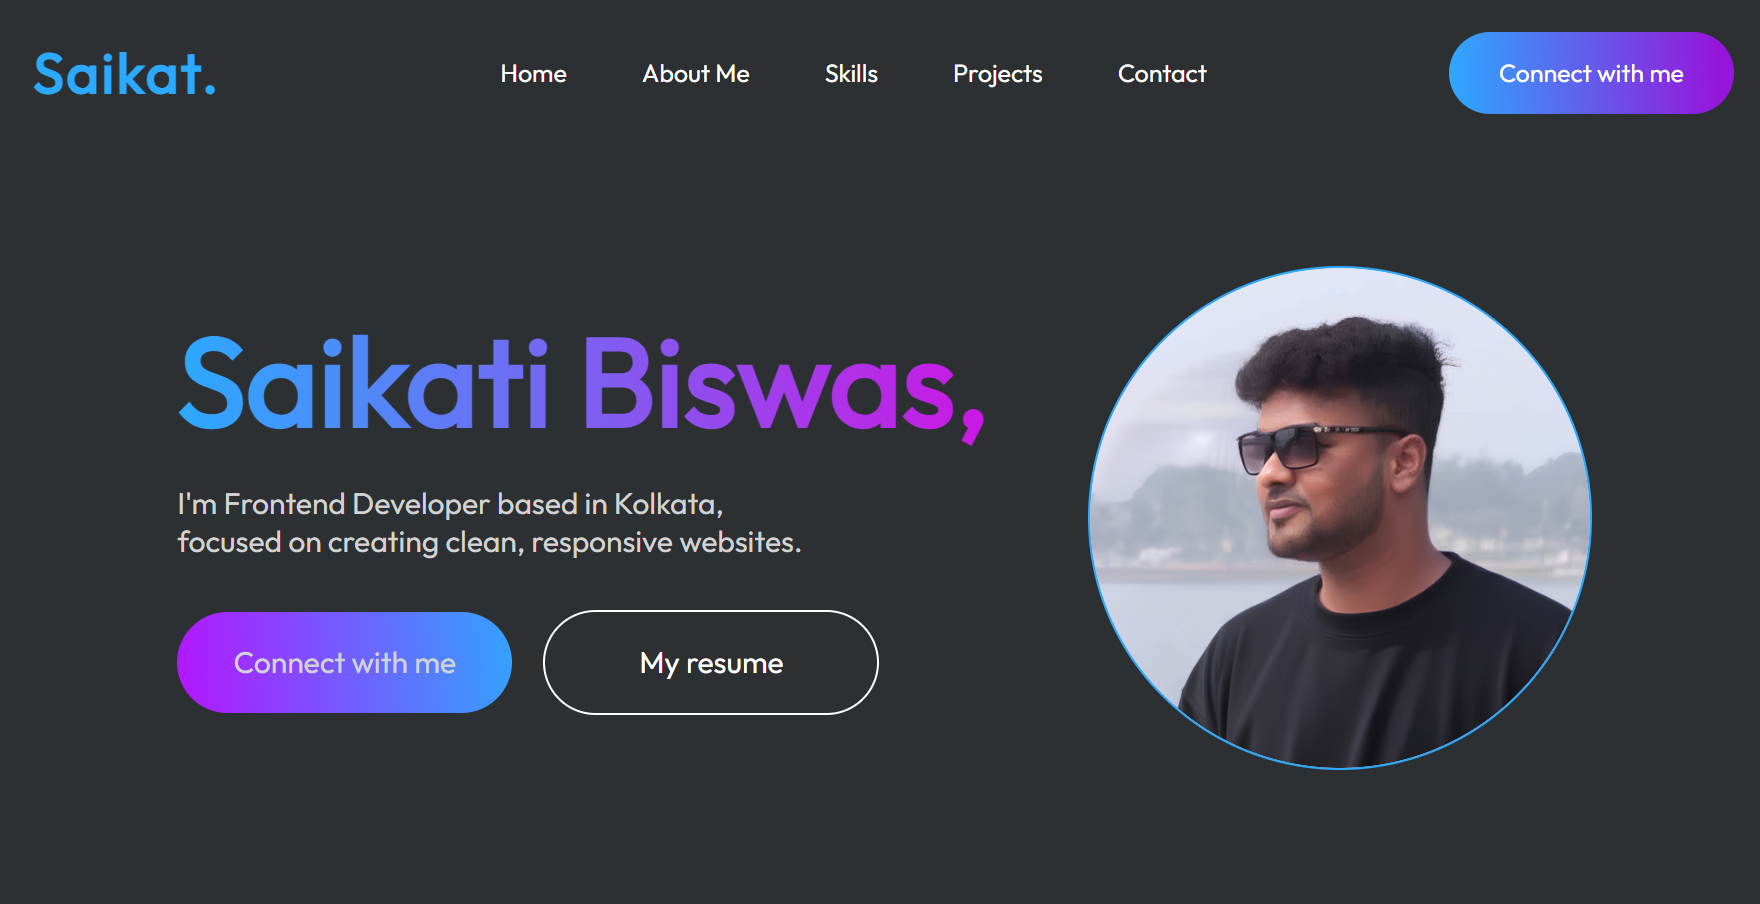 Saikat.
Home
About Me
Skills
Projects
Contact
Connect with me
Saikati Biswas,
I'm Frontend Developer based in Kolkata,
focused on creating clean, responsive websites.
Connect with me
My resume